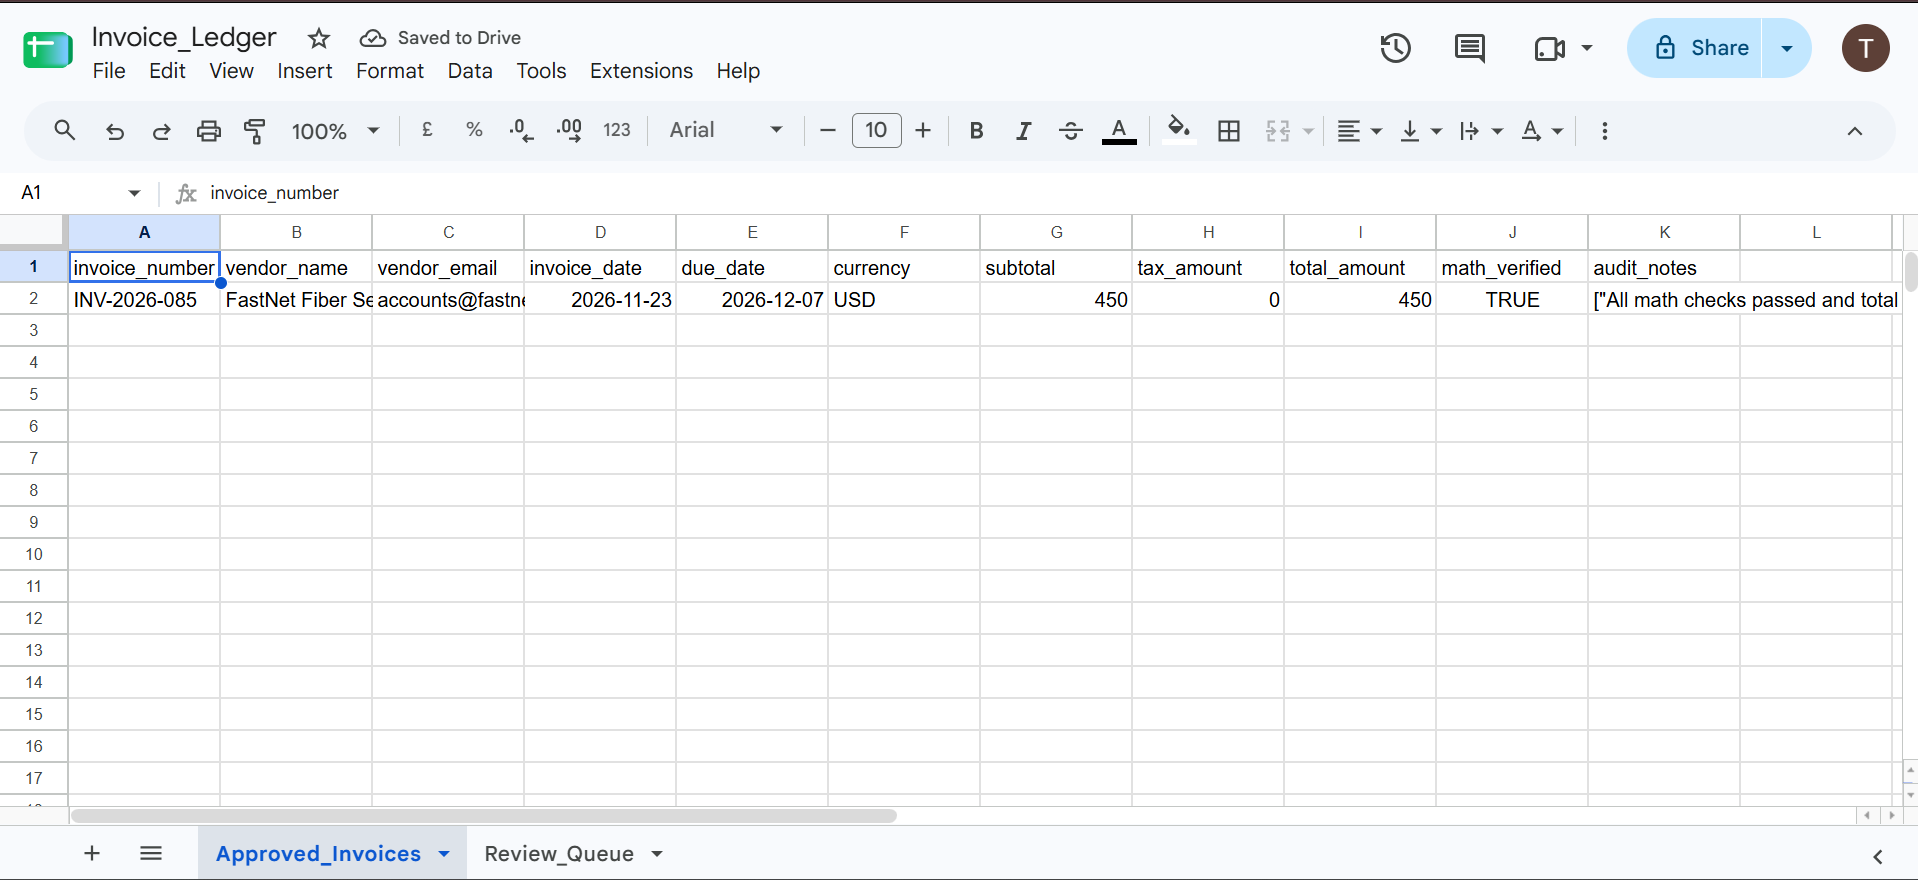 Invoice_Ledger Saved to Drive
File Edit View Insert Format Data Tools Extensions Help
Share
T
100% £ % .0 .00 123 Arial 10 B I A A
A1 fx invoice_number
A B C D E F G H I J K L
1 invoice_number vendor_name vendor_email invoice_date due_date currency subtotal tax_amount total_amount math_verified audit_notes
2 INV-2026-085 FastNet Fiber Se accounts@fastne 2026-11-23 2026-12-07 USD 450 0 450 TRUE ["All math checks passed and total
3
4
5
6
7
8
9
10
11
12
13
14
15
16
17
Approved_Invoices Review_Queue